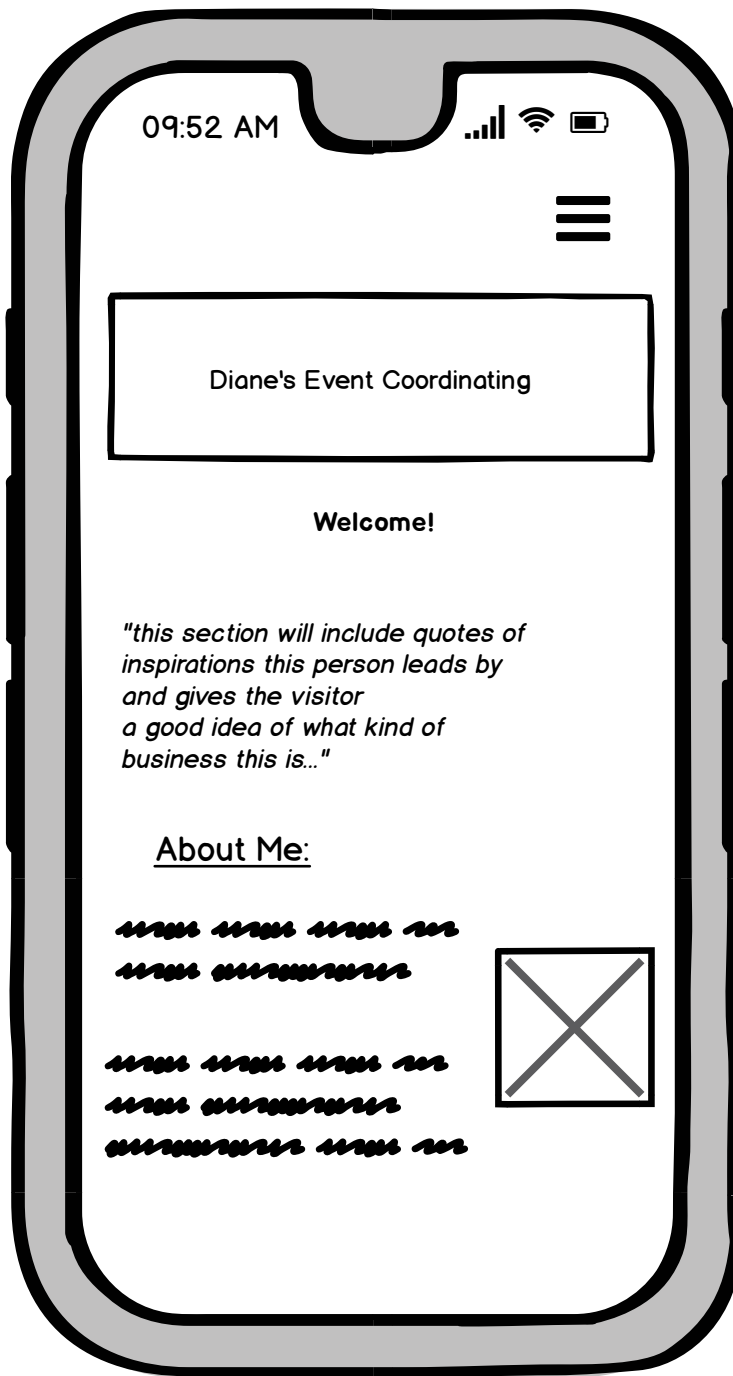 09:52 AM
Diane's Event Coordinating
Welcome!
"this section will include quotes of
inspirations this person leads by
and gives the visitor
a good idea of what kind of
business this is..."
About Me: